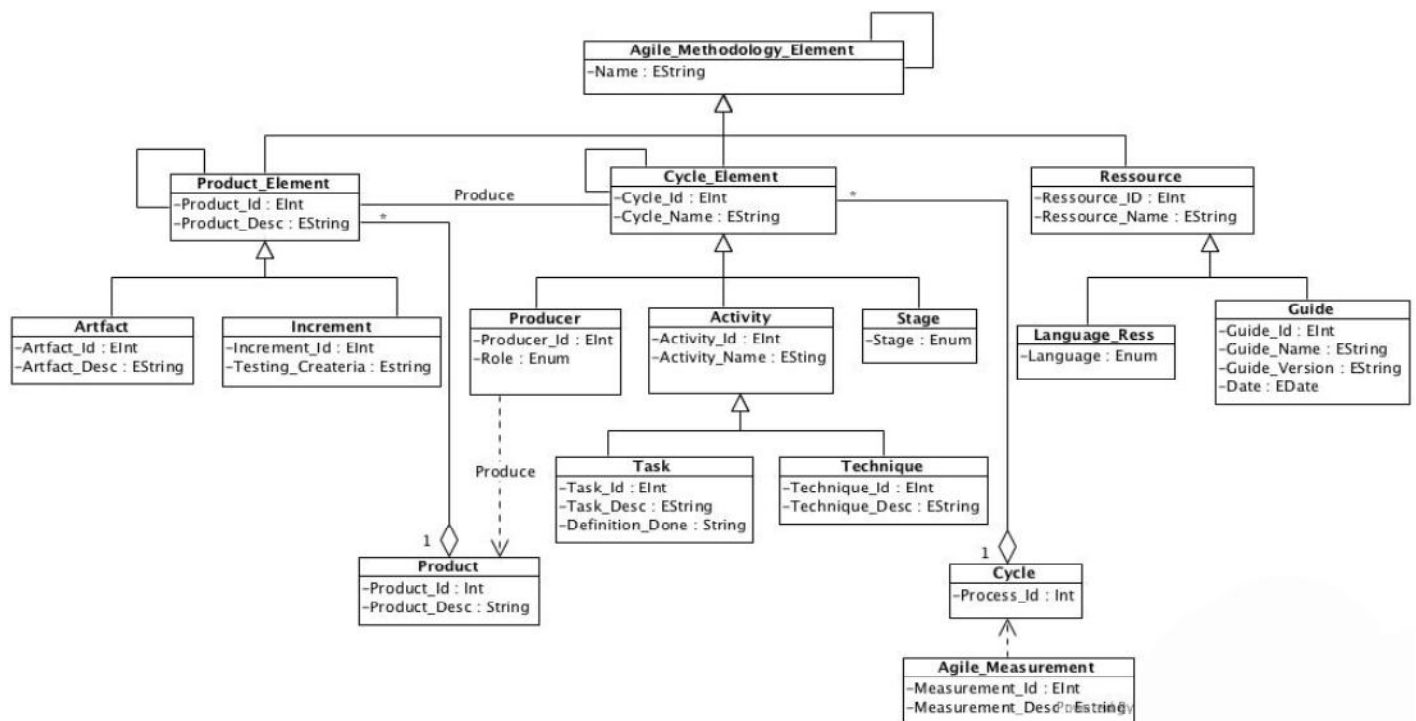 Agile_Methodology_Element
-Name : EString
Product_Element
-Product_Id : EInt
-Product_Desc : EString
Produce
Cycle_Element
-Cycle_Id : EInt
-Cycle_Name : EString
Ressource
-Ressource_ID : EInt
-Ressource_Name : EString
*
*
Artfact
-Artfact_Id : EInt
-Artfact_Desc : EString
Increment
-Increment_Id : EInt
-Testing_Createria : Estring
Producer
-Producer_Id : EInt
-Role : Enum
Activity
-Activity_Id : EInt
-Activity_Name : ESting
Stage
-Stage : Enum
Language_Ress
-Language : Enum
Guide
-Guide_Id : EInt
-Guide_Name : EString
-Guide_Version : EString
-Date : EDate
Produce
Task
-Task_Id : EInt
-Task_Desc : EString
-Definition_Done : String
Technique
-Technique_Id : EInt
-Technique_Desc : EString
1
Product
-Product_Id : Int
-Product_Desc : String
1
Cycle
-Process_Id : Int
Agile_Measurement
-Measurement_Id : EInt
-Measurement_Desc : Estring